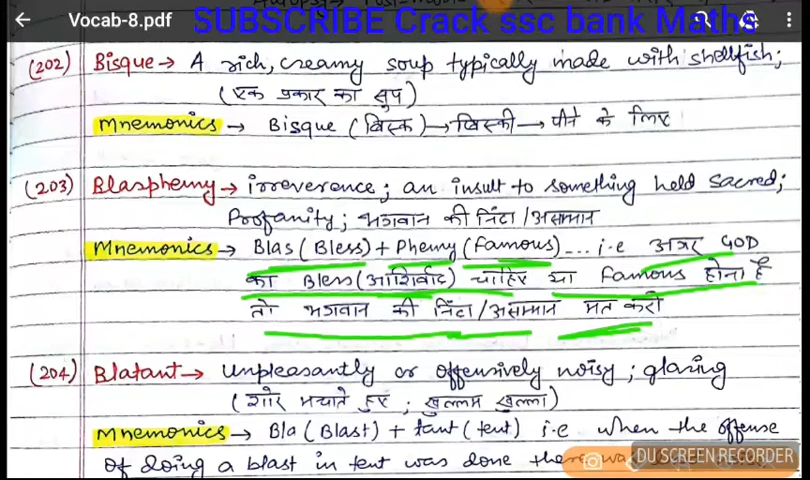 Vocab-8.pdf
SUBSCRIBE Crack ssc bank Maths
(202) Bisque → A rich, creamy soup typically made with shellfish;
(एक प्रकार का सुप)
Mnemonics → Bisque (बिस्क) → व्हिस्की → पीने के लिए
(203) Blasphemy → irreverence; an insult to something held sacred;
Profanity; भगवान की निंदा/असम्मान
Mnemonics → Blas (Bless) + Phemy (famous) ... i.e अगर GOD
का Bless (आशिर्वाद) चाहिए या famous होना है
तो भगवान की निंदा/असम्मान मत करो
(204) Blatant → Unpleasantly or offensively noisy; glaring
(शोर मचाते हुए ; खुल्लम खुल्ला)
Mnemonics → Bla (Blast) + tant (tent) i.e when the offense
of doing a blast in tent was done there was
DU SCREEN RECORDER